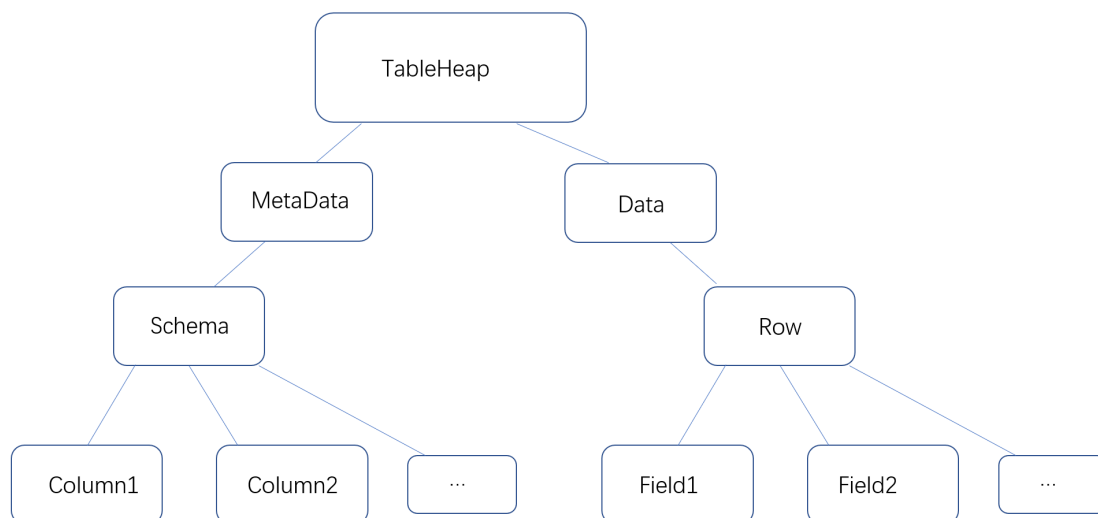 TableHeap
MetaData
Data
Schema
Row
Column1
Column2
...
Field1
Field2
...